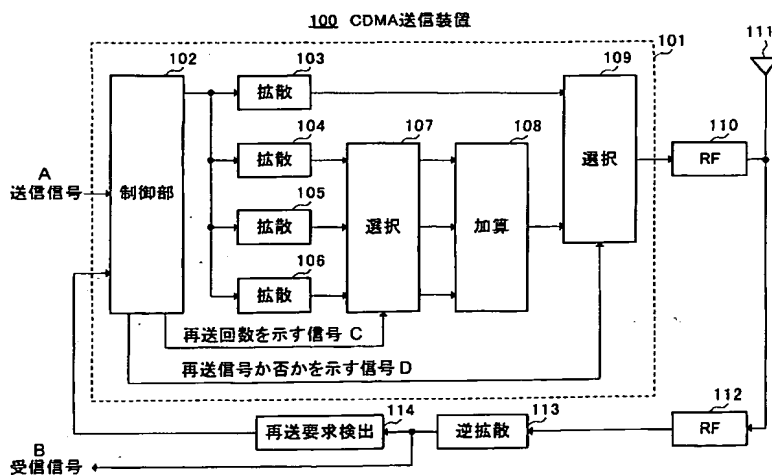 100 CDMA送信装置
101
102
103
109
111
拡散
104
107
108
110
拡散
選択
RF
A
送信信号
制御部
105
選択
加算
拡散
106
拡散
再送回数を示す信号 C
再送信号か否かを示す信号 D
112
114
113
RF
再送要求検出
逆拡散
B
受信信号